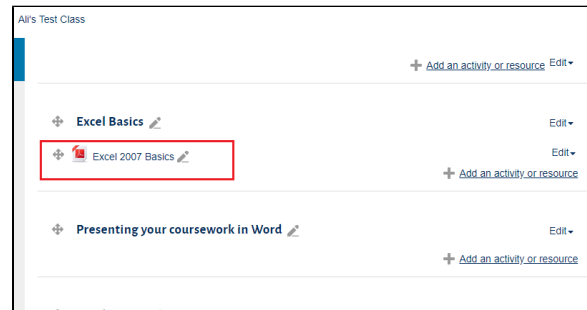 Ali's Test Class
Add an activity or resource Edit
Excel Basics Edit
Excel 2007 Basics Edit
Add an activity or resource
Presenting your coursework in Word Edit
Add an activity or resource